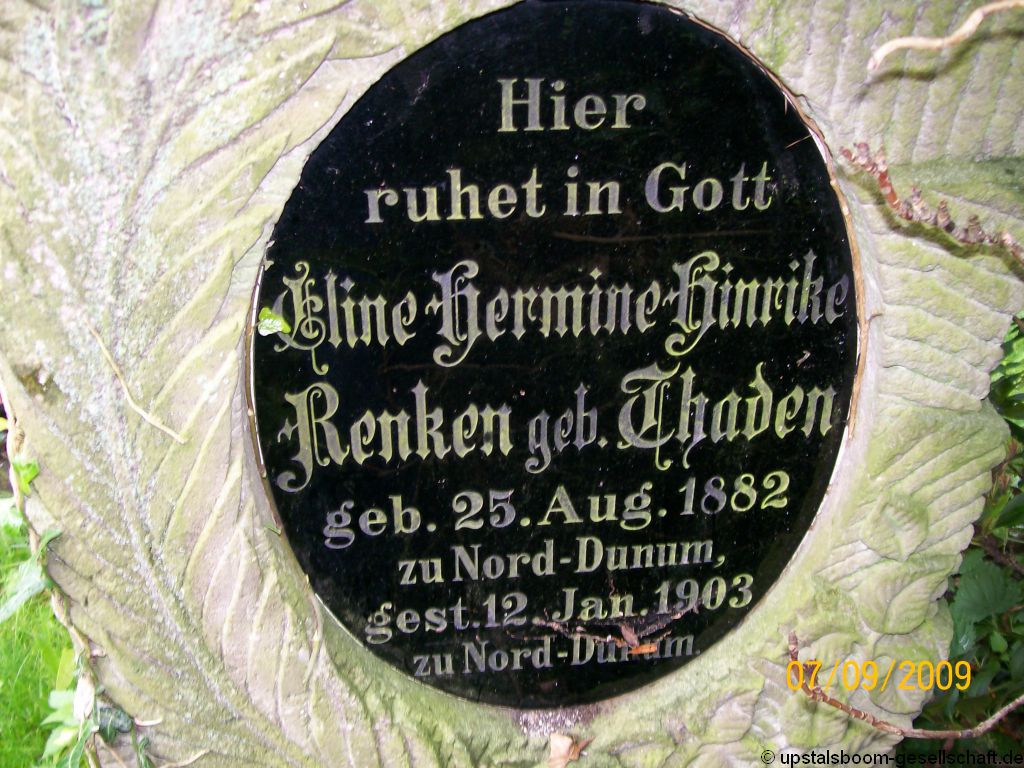 Hier
ruhet in Gott
Eline Hermine Hinrike
Renken geb. Thaden
geb. 25. Aug. 1882
zu Nord-Dunum,
gest. 12. Jan. 1903
zu Nord-Dunum.
07/09/2009
© upstalsboom-gesellschaft.de